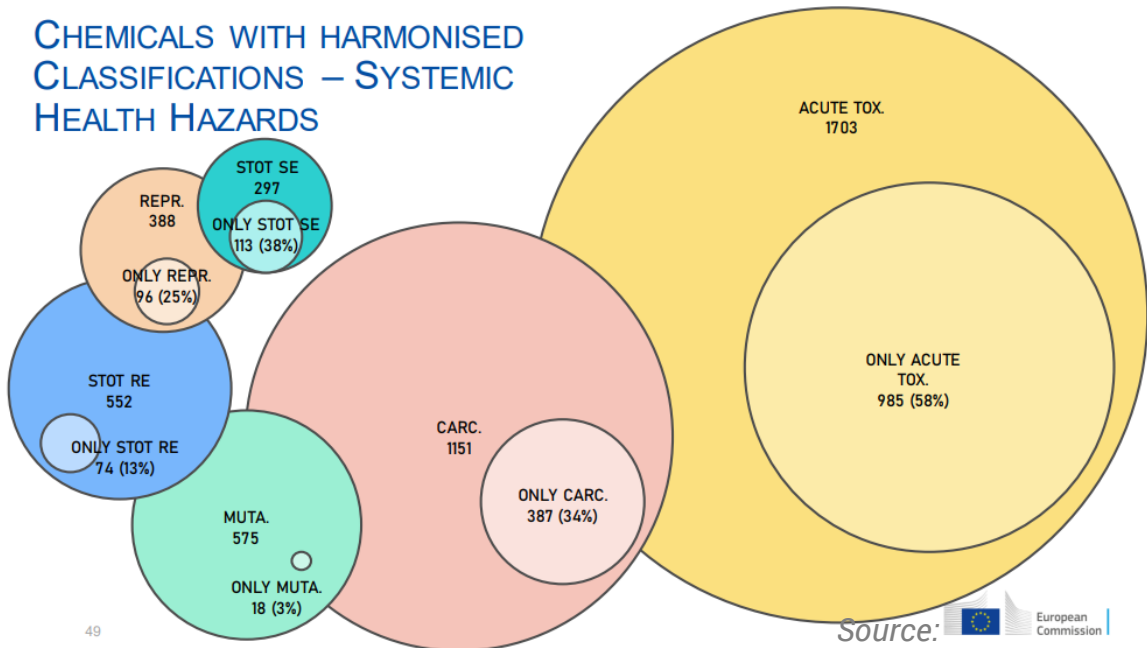 CHEMICALS WITH HARMONISED
CLASSIFICATIONS – SYSTEMIC
HEALTH HAZARDS
ACUTE TOX.
1703
STOT SE
297
ONLY STOT SE
113 (38%)
REPR.
388
ONLY REPR.
96 (25%)
STOT RE
552
ONLY STOT RE
74 (13%)
ONLY ACUTE
TOX.
985 (58%)
CARC.
1151
ONLY CARC.
387 (34%)
MUTA.
575
ONLY MUTA.
18 (3%)
49
Source:
European
Commission